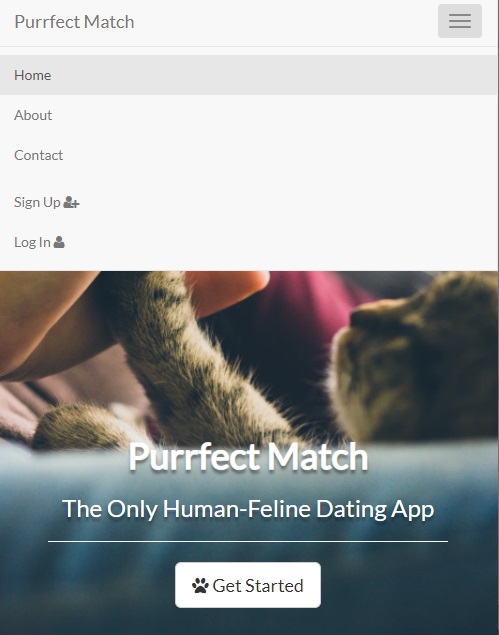 Purrfect Match
Home
About
Contact
Sign Up
Log In
Purrfect Match
The Only Human-Feline Dating App
Get Started